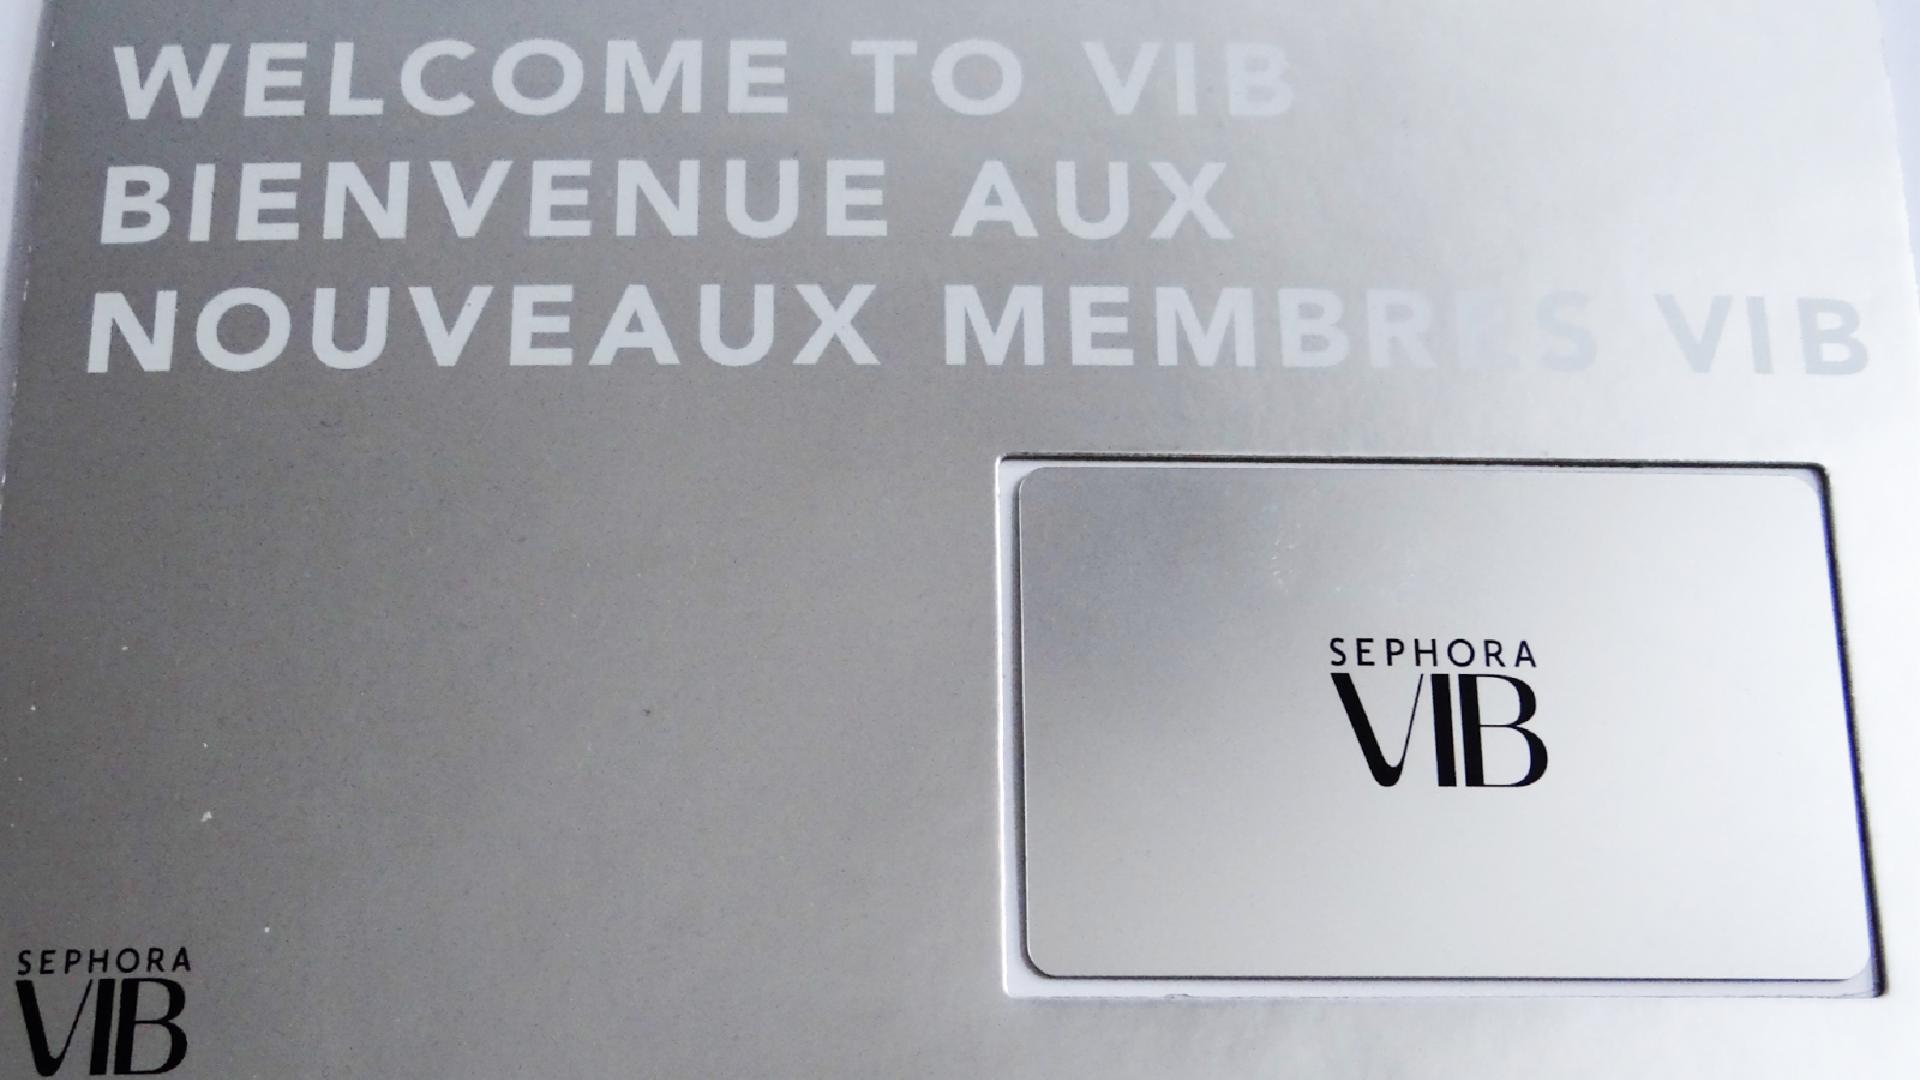 WELCOME TO VIB
BIENVENUE AUX
NOUVEAUX MEMBRES VIB
SEPHORA
VIB
SEPHORA
VIB